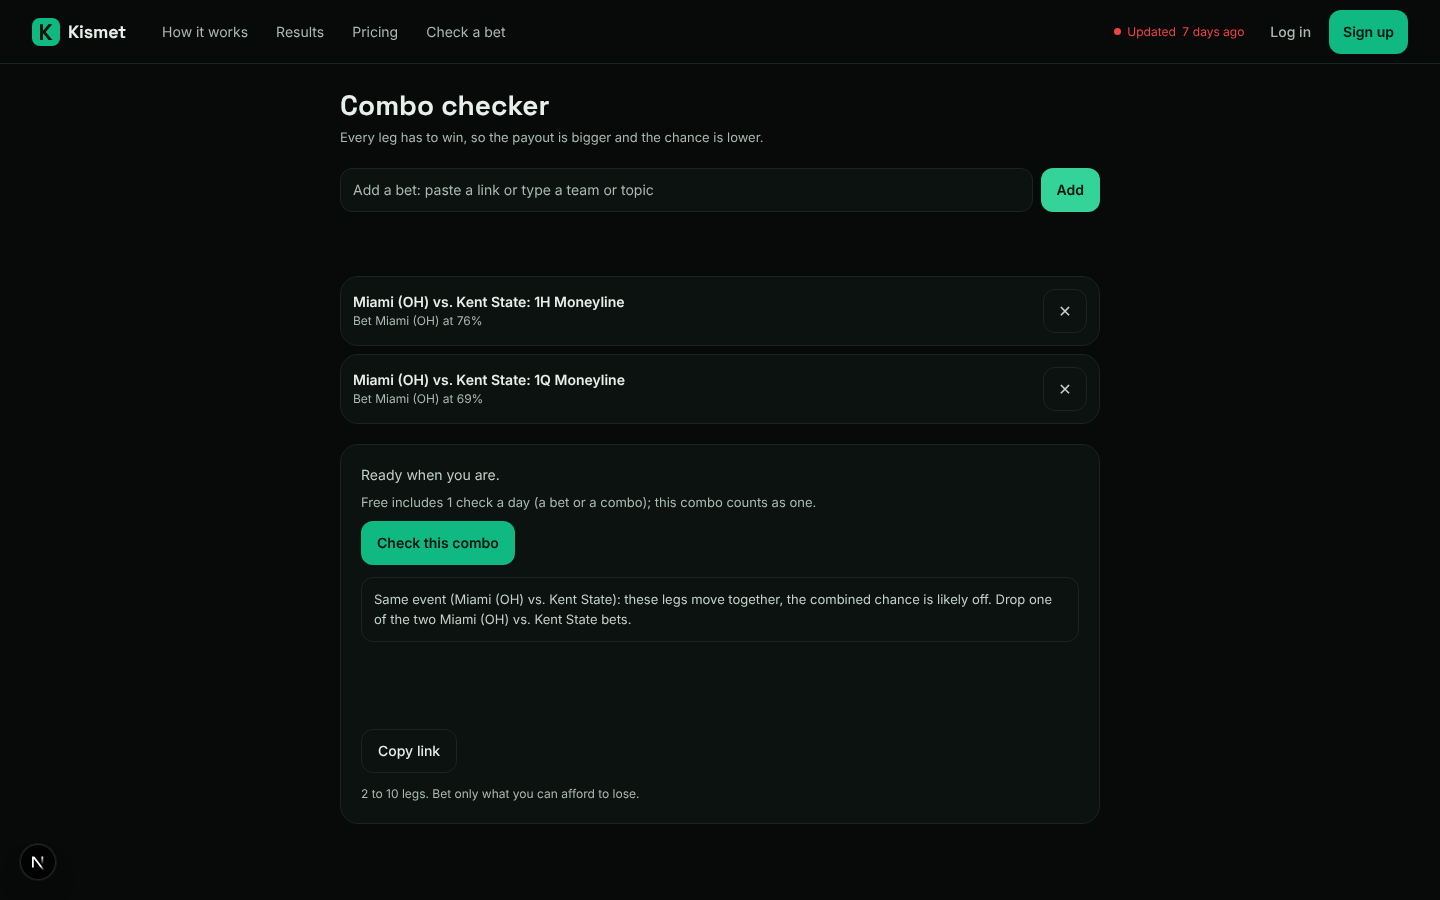 Kismet
How it works
Results
Pricing
Check a bet
Updated 7 days ago
Log in
Sign up
Combo checker
Every leg has to win, so the payout is bigger and the chance is lower.
Add a bet: paste a link or type a team or topic
Add
Miami (OH) vs. Kent State: 1H Moneyline
Bet Miami (OH) at 76%
Miami (OH) vs. Kent State: 1Q Moneyline
Bet Miami (OH) at 69%
Ready when you are.
Free includes 1 check a day (a bet or a combo); this combo counts as one.
Check this combo
Same event (Miami (OH) vs. Kent State): these legs move together, the combined chance is likely off. Drop one
of the two Miami (OH) vs. Kent State bets.
Copy link
2 to 10 legs. Bet only what you can afford to lose.